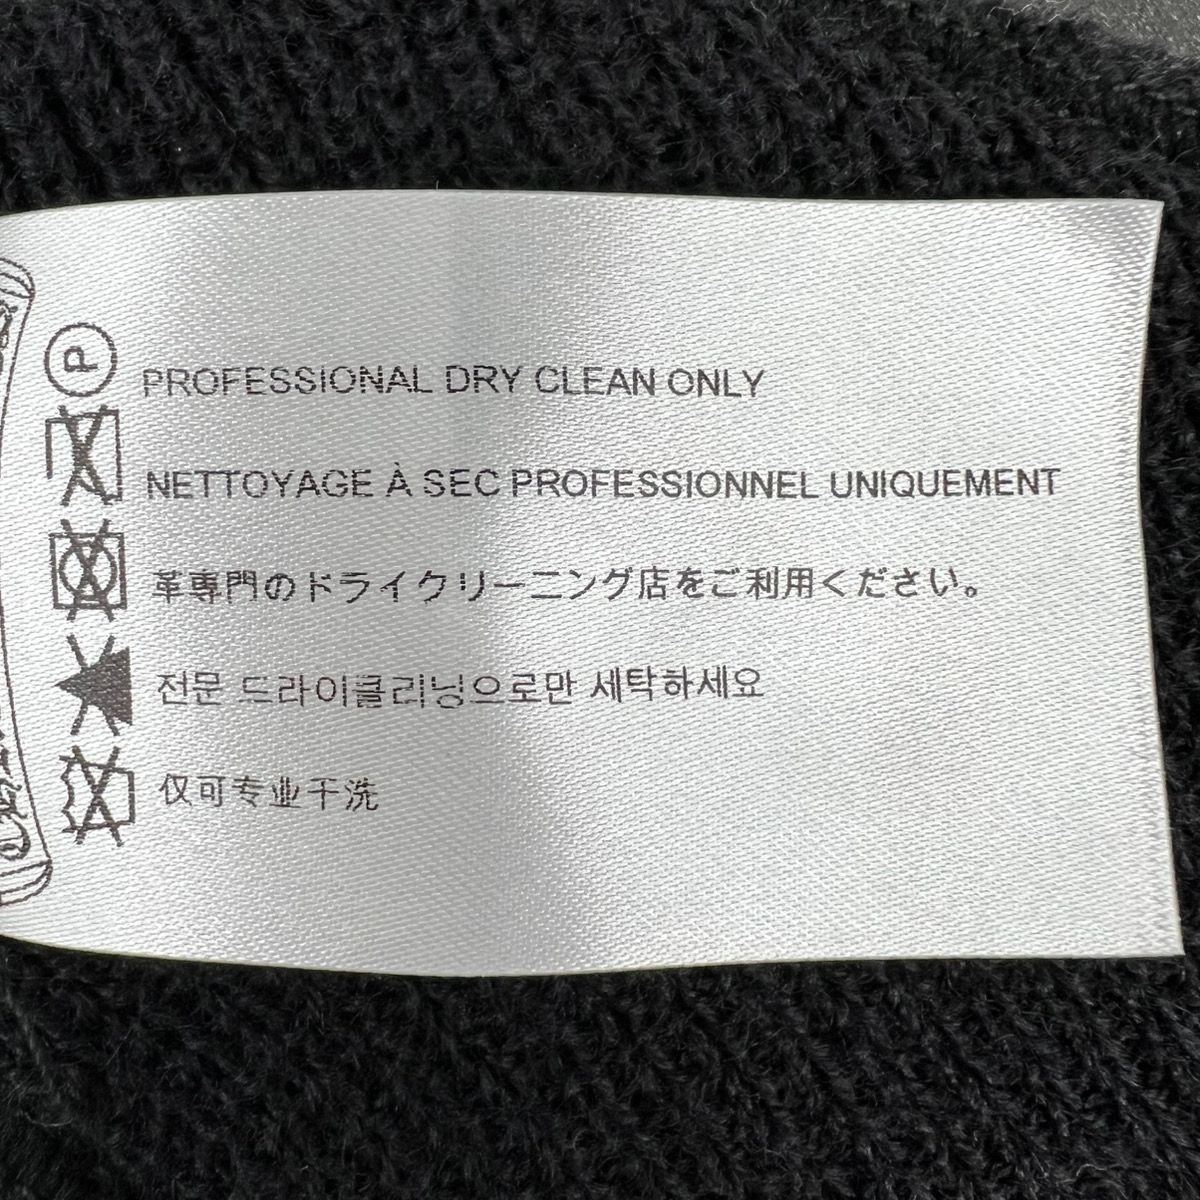 P
PROFESSIONAL DRY CLEAN ONLY
NETTOYAGE À SEC PROFESSIONNEL UNIQUEMENT
革専門のドライクリーニング店をご利用ください。
전문 드라이클리닝으로만 세탁하세요
仅可专业干洗